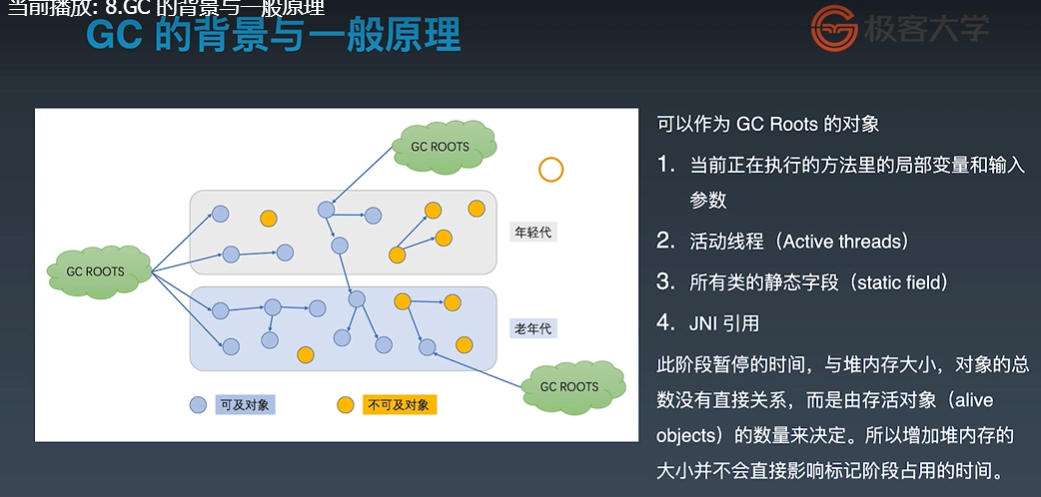 当前播放: 8.GC 的背景与一般原理
GC 的背景与一般原理
极客大学
GC ROOTS
GC ROOTS
年轻代
老年代
GC ROOTS
可及对象
不可及对象
可以作为 GC Roots 的对象
1. 当前正在执行的方法里的局部变量和输入
参数
2. 活动线程（Active threads）
3. 所有类的静态字段（static field）
4. JNI 引用
此阶段暂停的时间，与堆内存大小，对象的总
数没有直接关系，而是由存活对象（alive
objects）的数量来决定。所以增加堆内存的
大小并不会直接影响标记阶段占用的时间。